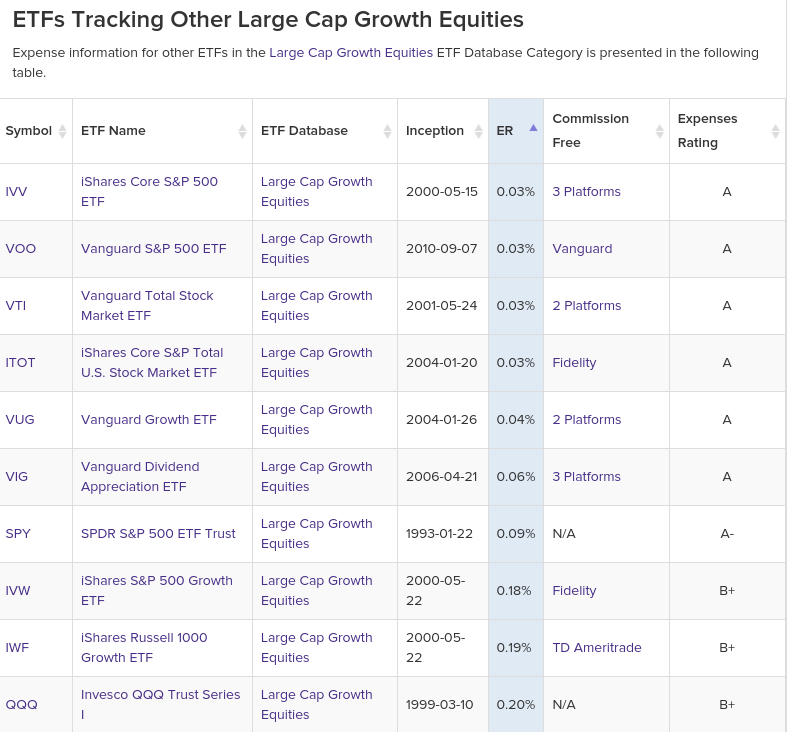 ETFs Tracking Other Large Cap Growth Equities
Expense information for other ETFs in the Large Cap Growth Equities ETF Database Category is presented in the following
table.
Symbol ETF Name ETF Database Inception ER Commission Free Expenses Rating
IVV iShares Core S&P 500 ETF Large Cap Growth Equities 2000-05-15 0.03% 3 Platforms A
VOO Vanguard S&P 500 ETF Large Cap Growth Equities 2010-09-07 0.03% Vanguard A
VTI Vanguard Total Stock Market ETF Large Cap Growth Equities 2001-05-24 0.03% 2 Platforms A
ITOT iShares Core S&P Total U.S. Stock Market ETF Large Cap Growth Equities 2004-01-20 0.03% Fidelity A
VUG Vanguard Growth ETF Large Cap Growth Equities 2004-01-26 0.04% 2 Platforms A
VIG Vanguard Dividend Appreciation ETF Large Cap Growth Equities 2006-04-21 0.06% 3 Platforms A
SPY SPDR S&P 500 ETF Trust Large Cap Growth Equities 1993-01-22 0.09% N/A A-
IVW iShares S&P 500 Growth ETF Large Cap Growth Equities 2000-05-22 0.18% Fidelity B+
IWF iShares Russell 1000 Growth ETF Large Cap Growth Equities 2000-05-22 0.19% TD Ameritrade B+
QQQ Invesco QQQ Trust Series I Large Cap Growth Equities 1999-03-10 0.20% N/A B+